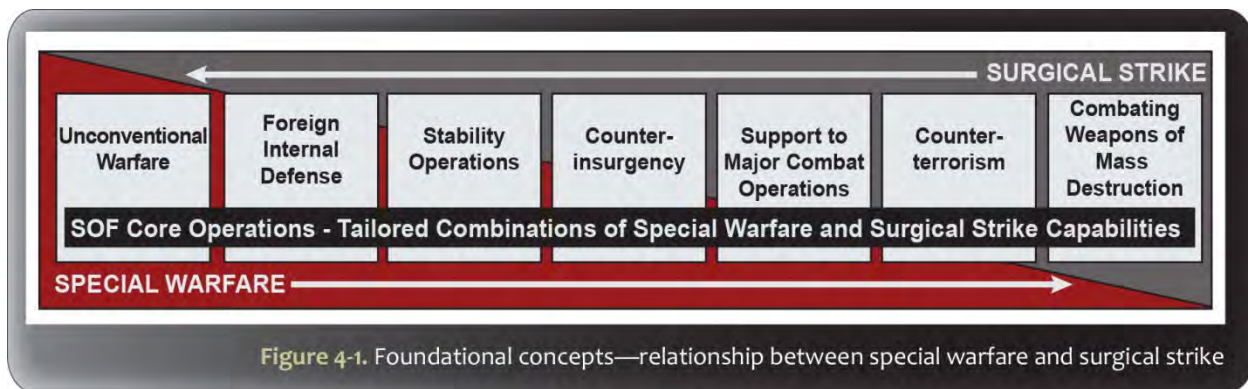 SURGICAL STRIKE
Unconventional
Warfare
Foreign
Internal
Defense
Stability
Operations
Counter-
insurgency
Support to
Major Combat
Operations
Counter-
terrorism
Combating
Weapons of
Mass
Destruction
SOF Core Operations - Tailored Combinations of Special Warfare and Surgical Strike Capabilities
SPECIAL WARFARE
Figure 4-1. Foundational concepts—relationship between special warfare and surgical strike